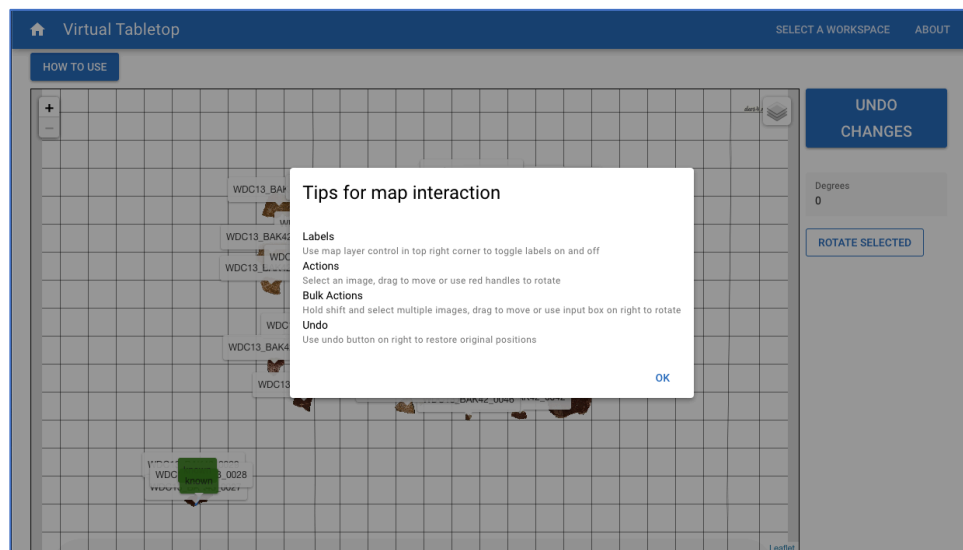 Virtual Tabletop
SELECT A WORKSPACE
ABOUT
HOW TO USE
+
−
UNDO
CHANGES
Degrees
0
ROTATE SELECTED
Tips for map interaction
Labels
Use map layer control in top right corner to toggle labels on and off
Actions
Select an image, drag to move or use red handles to rotate
Bulk Actions
Hold shift and select multiple images, drag to move or use input box on right to rotate
Undo
Use undo button on right to restore original positions
OK
WDC13_BAK
WDC13_BAK42
WDC
WDC13_BAK4
WDC13
known
Leaflet